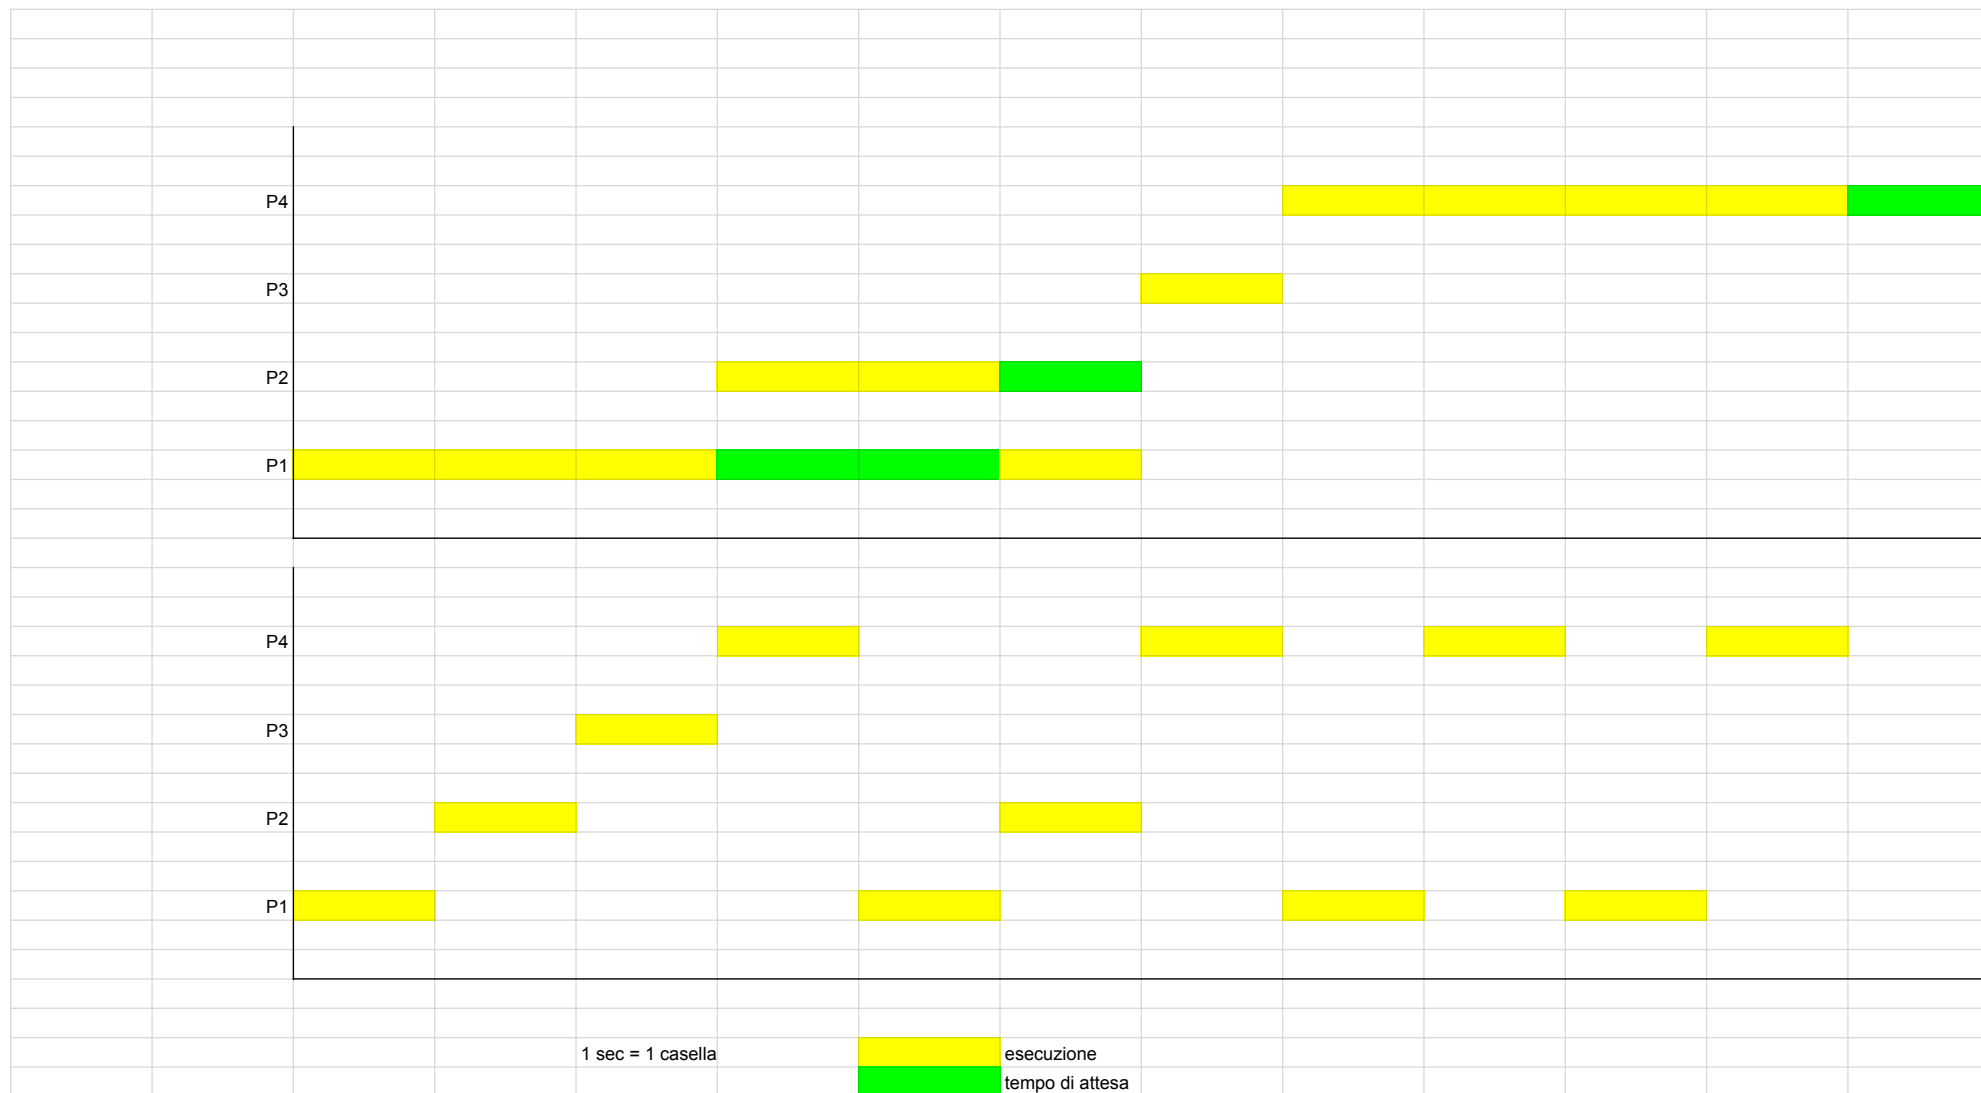 P4
P3
P2
P1
P4
P3
P2
P1
1 sec = 1 casella
esecuzione
tempo di attesa